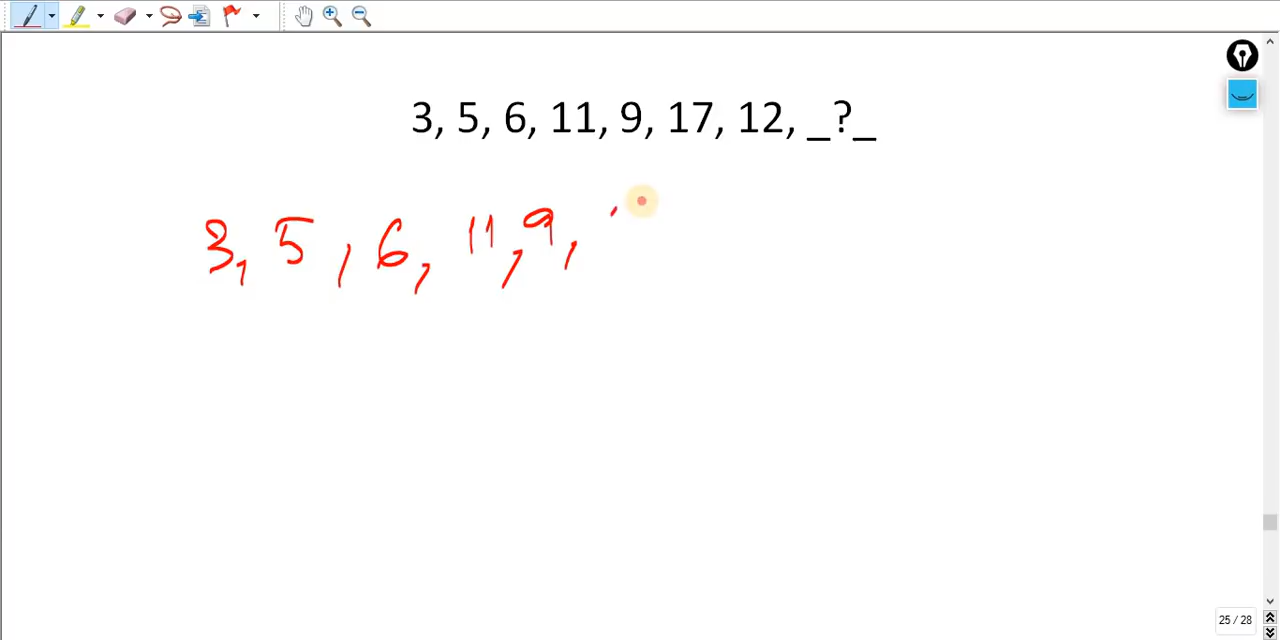 3, 5, 6, 11, 9, 17, 12, _?_
3, 5, 6, 11, 9,
25 / 28